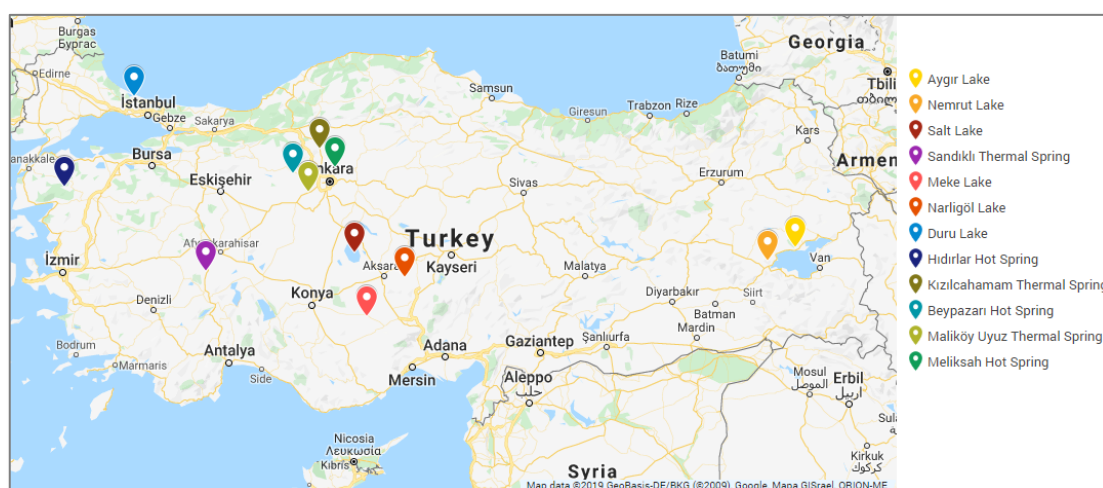 Burgas
Бургас
Edirne
İstanbul
Gebze
Sakarya
anakkale
Bursa
Eskişehir
nkara
Samsun
Giresun
Trabzon
Rize
Batumi
ბათუმი
Georgia
Tbili
Kars
Armen
Erzurum
Sivas
Turkey
Kayseri
Aksaray
Konya
Afyonkarahisar
İzmir
Denizli
Bodrum
Marmaris
Antalya
Side
Mersin
Adana
Gaziantep
Şanlıurfa
Malatya
Diyarbakır
Siirt
Batman
Mardin
Van
Aleppo
حلب
Mosul
الموصل
Erbil
اربيل
Kirkuk
كركوك
Nicosia
Λευκωσία
Kıbrıs
Syria
Map data ©2019 GeoBasis-DE/BKG (©2009), Google, Mapa GISrael, ORION-ME
Aygır Lake
Nemrut Lake
Salt Lake
Sandıklı Thermal Spring
Meke Lake
Narligöl Lake
Duru Lake
Hıdırlar Hot Spring
Kızılcahamam Thermal Spring
Beypazarı Hot Spring
Maliköy Uyuz Thermal Spring
Meliksah Hot Spring